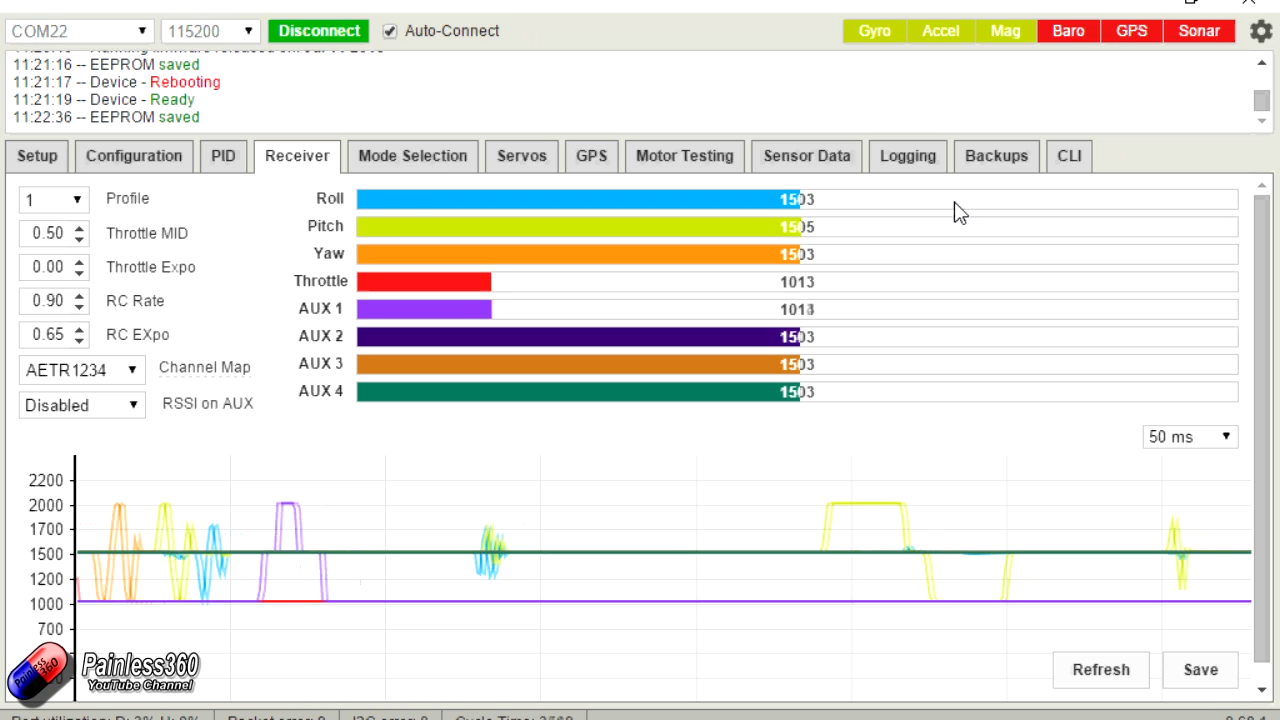 COM22 115200 Disconnect Auto-Connect Gyro Accel Mag Baro GPS Sonar
11:21:16 -- EEPROM saved
11:21:17 -- Device - Rebooting
11:21:19 -- Device - Ready
11:22:36 -- EEPROM saved
Setup Configuration PID Receiver Mode Selection Servos GPS Motor Testing Sensor Data Logging Backups CLI
1 Profile
0.50 Throttle MID
0.00 Throttle Expo
0.90 RC Rate
0.65 RC EXpo
AETR1234 Channel Map
Disabled RSSI on AUX
Roll 1503
Pitch 1505
Yaw 1503
Throttle 1013
AUX 1
AUX 2 1503
AUX 3 1503
AUX 4 1503
50 ms
2200
2000
1700
1500
1200
1000
700
Painless360
Painless360
YouTube Channel
Refresh Save